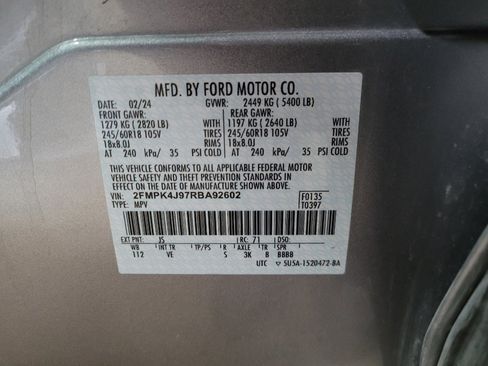 MFD. BY FORD MOTOR CO.
DATE: 02/24 GVWR: 2449 KG ( 5400 LB)
FRONT GAWR: REAR GAWR:
1279 KG ( 2820 LB) 1197 KG ( 2640 LB)
245/60R18 105V TIRES 245/60R18 105V TIRES
18x8.0J RIMS 18x8.0J RIMS
AT 240 kPa/ 35 PSI COLD AT 240 kPa/ 35 PSI COLD
THIS VEHICLE CONFORMS TO ALL APPLICABLE FEDERAL MOTOR
VEHICLE SAFETY AND THEFT PREVENTION STANDARDS IN EFFECT
ON THE DATE OF MANUFACTURE SHOWN ABOVE.
VIN: 2FMPK4J97RBA92602 F0135
TYPE: MPV T0397
EXT PNT: JS RC: 71 DSO:
WB INT TR TP/PS R AXLE TR SPR
112 VE S 3K B BBBB
UTC 5U5A-1520472-BA